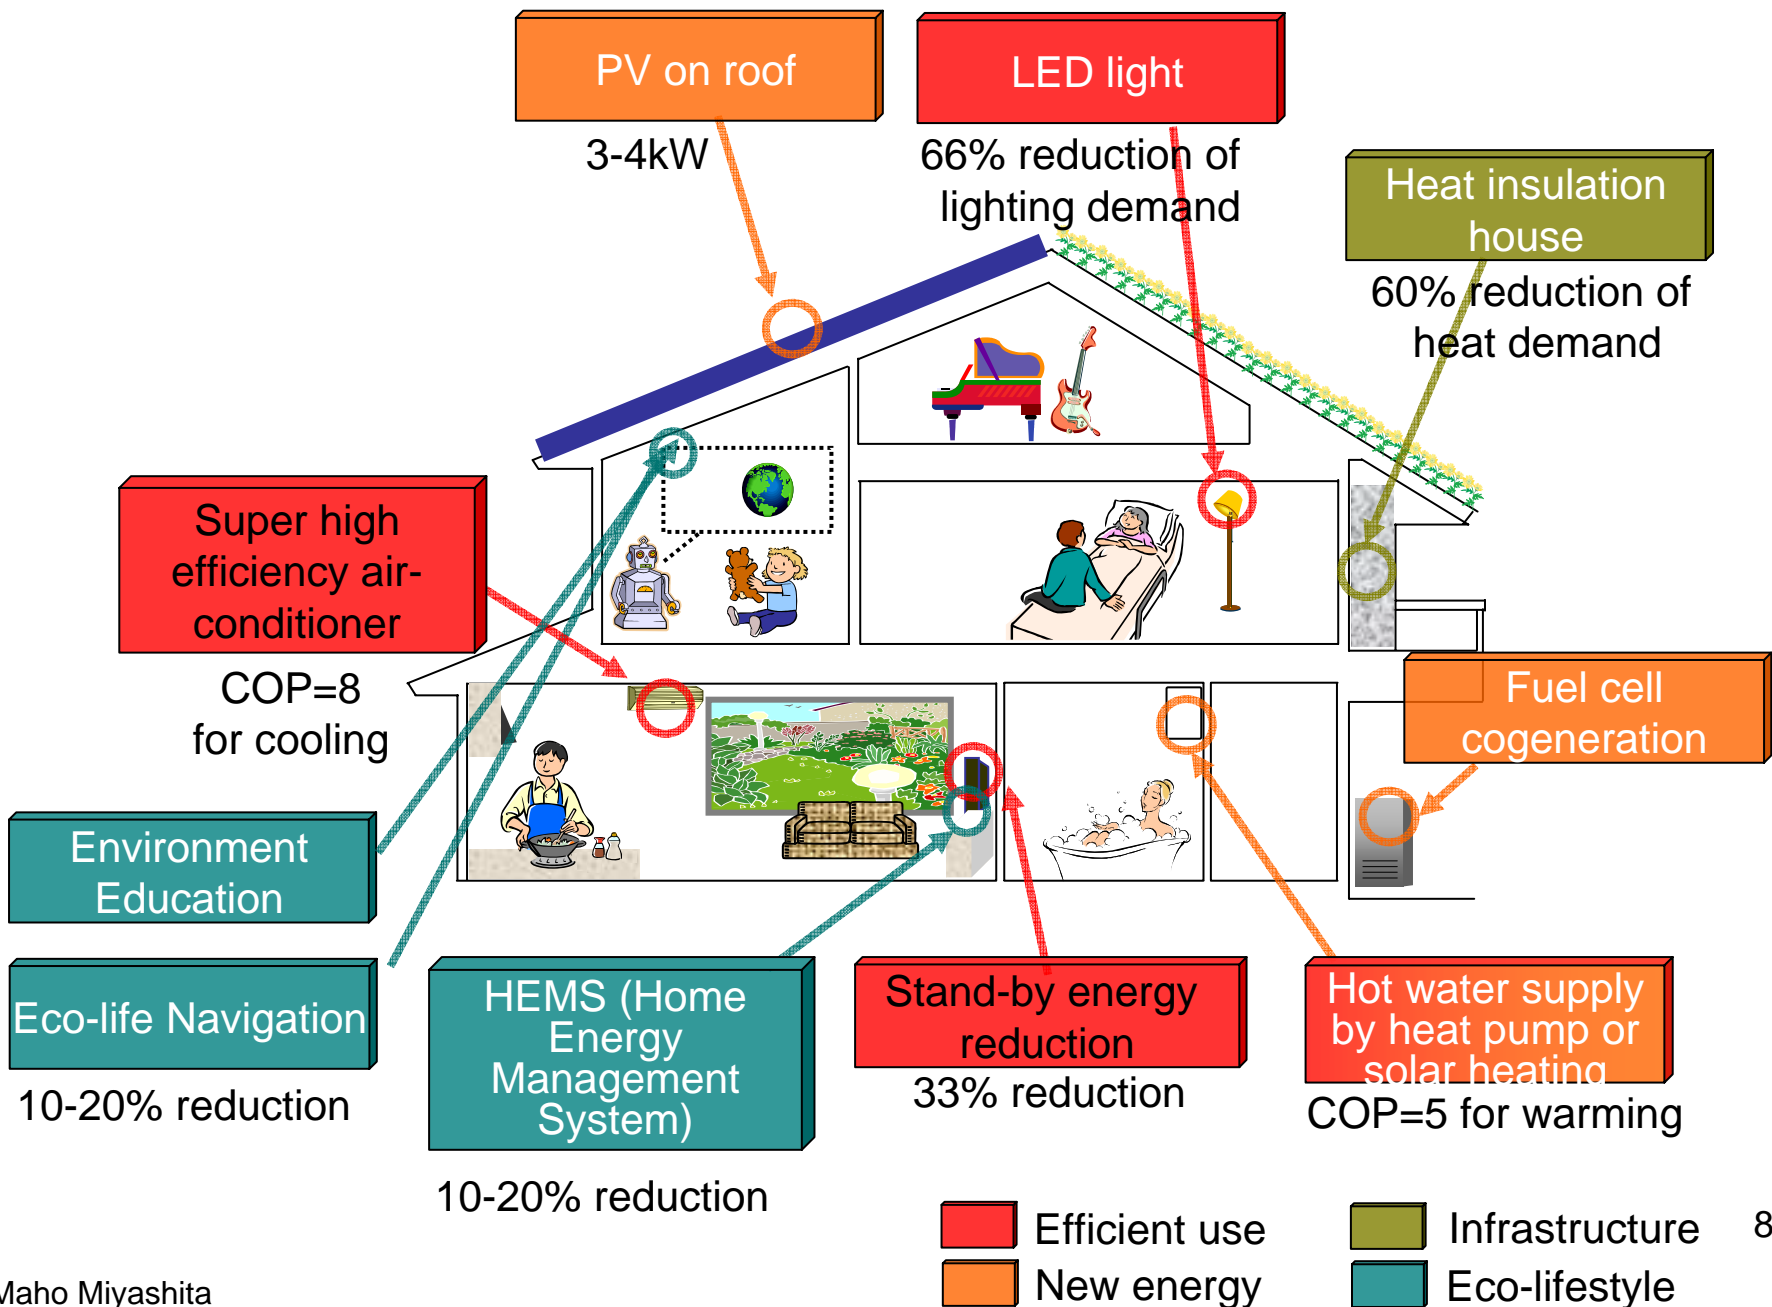 PV on roof
3-4kW
LED light
66% reduction of
lighting demand
Heat insulation
house
60% reduction of
heat demand
Super high
efficiency air-
conditioner
COP=8
for cooling
Fuel cell
cogeneration
Environment
Education
Eco-life Navigation
10-20% reduction
HEMS (Home
Energy
Management
System)
10-20% reduction
Stand-by energy
reduction
33% reduction
Hot water supply
by heat pump or
solar heating
COP=5 for warming
Efficient use
New energy
Infrastructure
Eco-lifestyle
8
Maho Miyashita